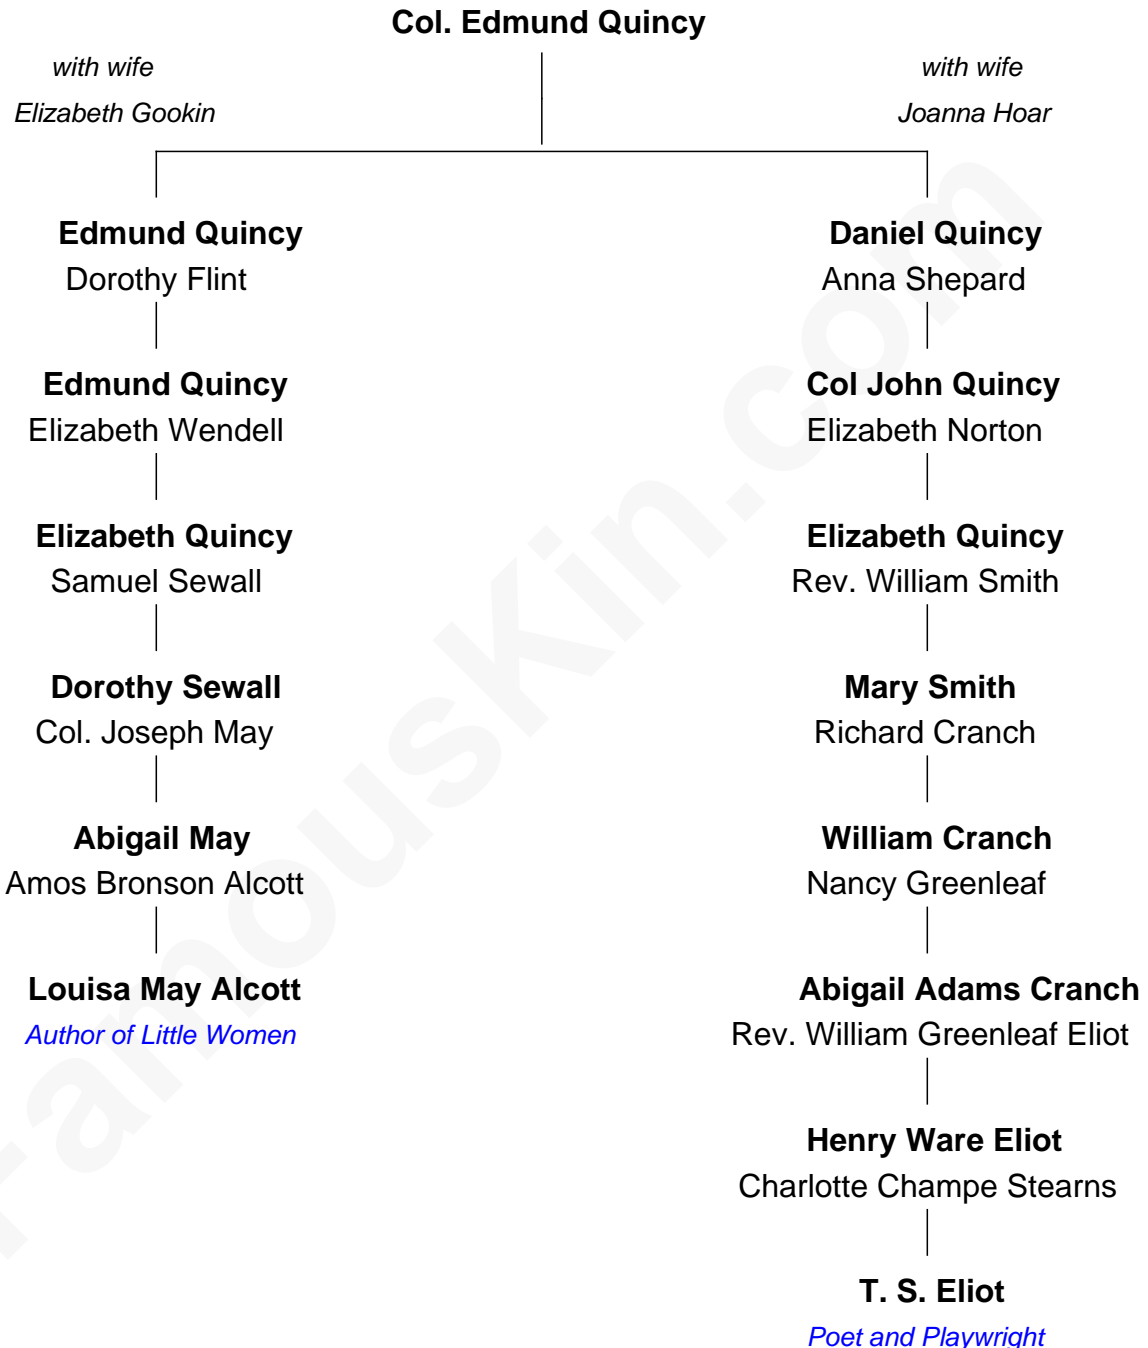 Col. Edmund Quincy
with wife
Elizabeth Gookin
with wife
Joanna Hoar
Edmund Quincy
Dorothy Flint
Daniel Quincy
Anna Shepard
Edmund Quincy
Elizabeth Wendell
Col John Quincy
Elizabeth Norton
Elizabeth Quincy
Samuel Sewall
Elizabeth Quincy
Rev. William Smith
Dorothy Sewall
Col. Joseph May
Mary Smith
Richard Cranch
Abigail May
Amos Bronson Alcott
William Cranch
Nancy Greenleaf
Louisa May Alcott
Author of Little Women
Abigail Adams Cranch
Rev. William Greenleaf Eliot
Henry Ware Eliot
Charlotte Champe Stearns
T. S. Eliot
Poet and Playwright
FamousKin.com